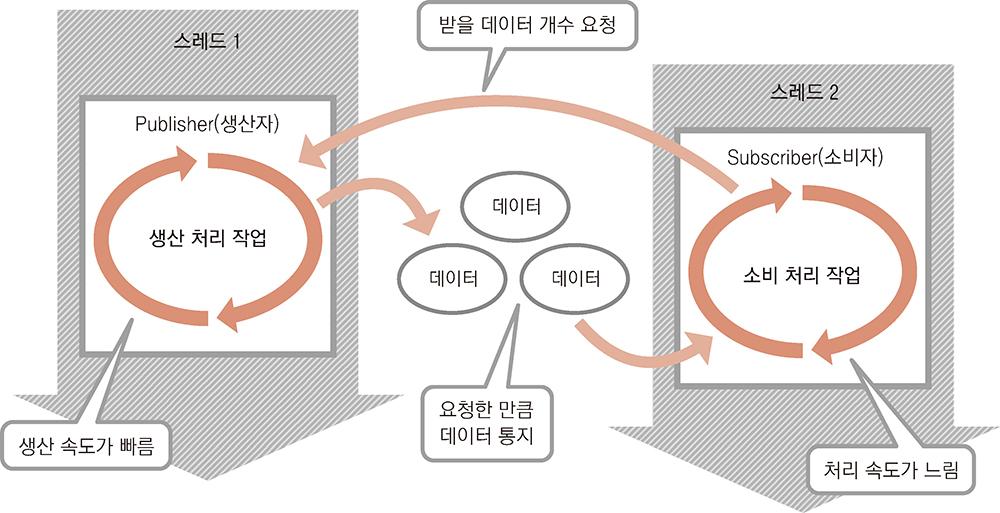 받을 데이터 개수 요청
스레드 1
스레드 2
Publisher(생산자)
Subscriber(소비자)
데이터
생산 처리 작업
데이터
데이터
소비 처리 작업
요청한 만큼
데이터 통지
생산 속도가 빠름
처리 속도가 느림